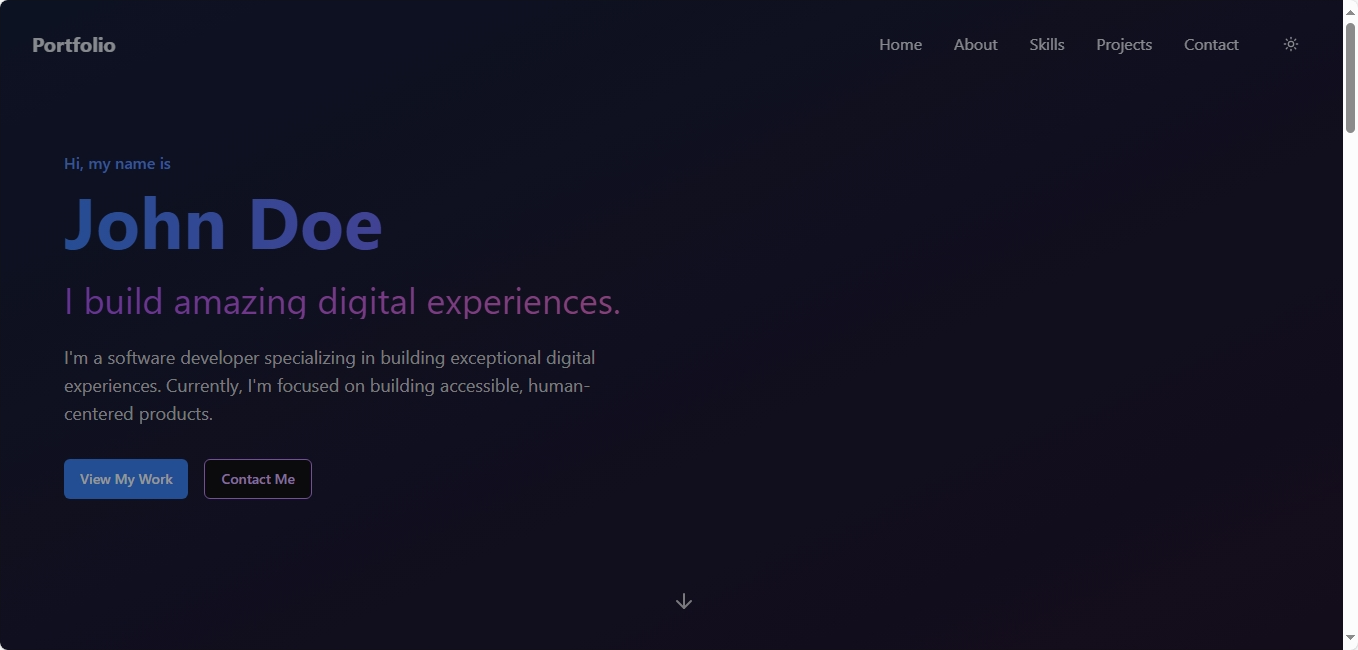 Portfolio
Home
About
Skills
Projects
Contact
Hi, my name is
John Doe
I build amazing digital experiences.
I'm a software developer specializing in building exceptional digital
experiences. Currently, I'm focused on building accessible, human-
centered products.
View My Work
Contact Me